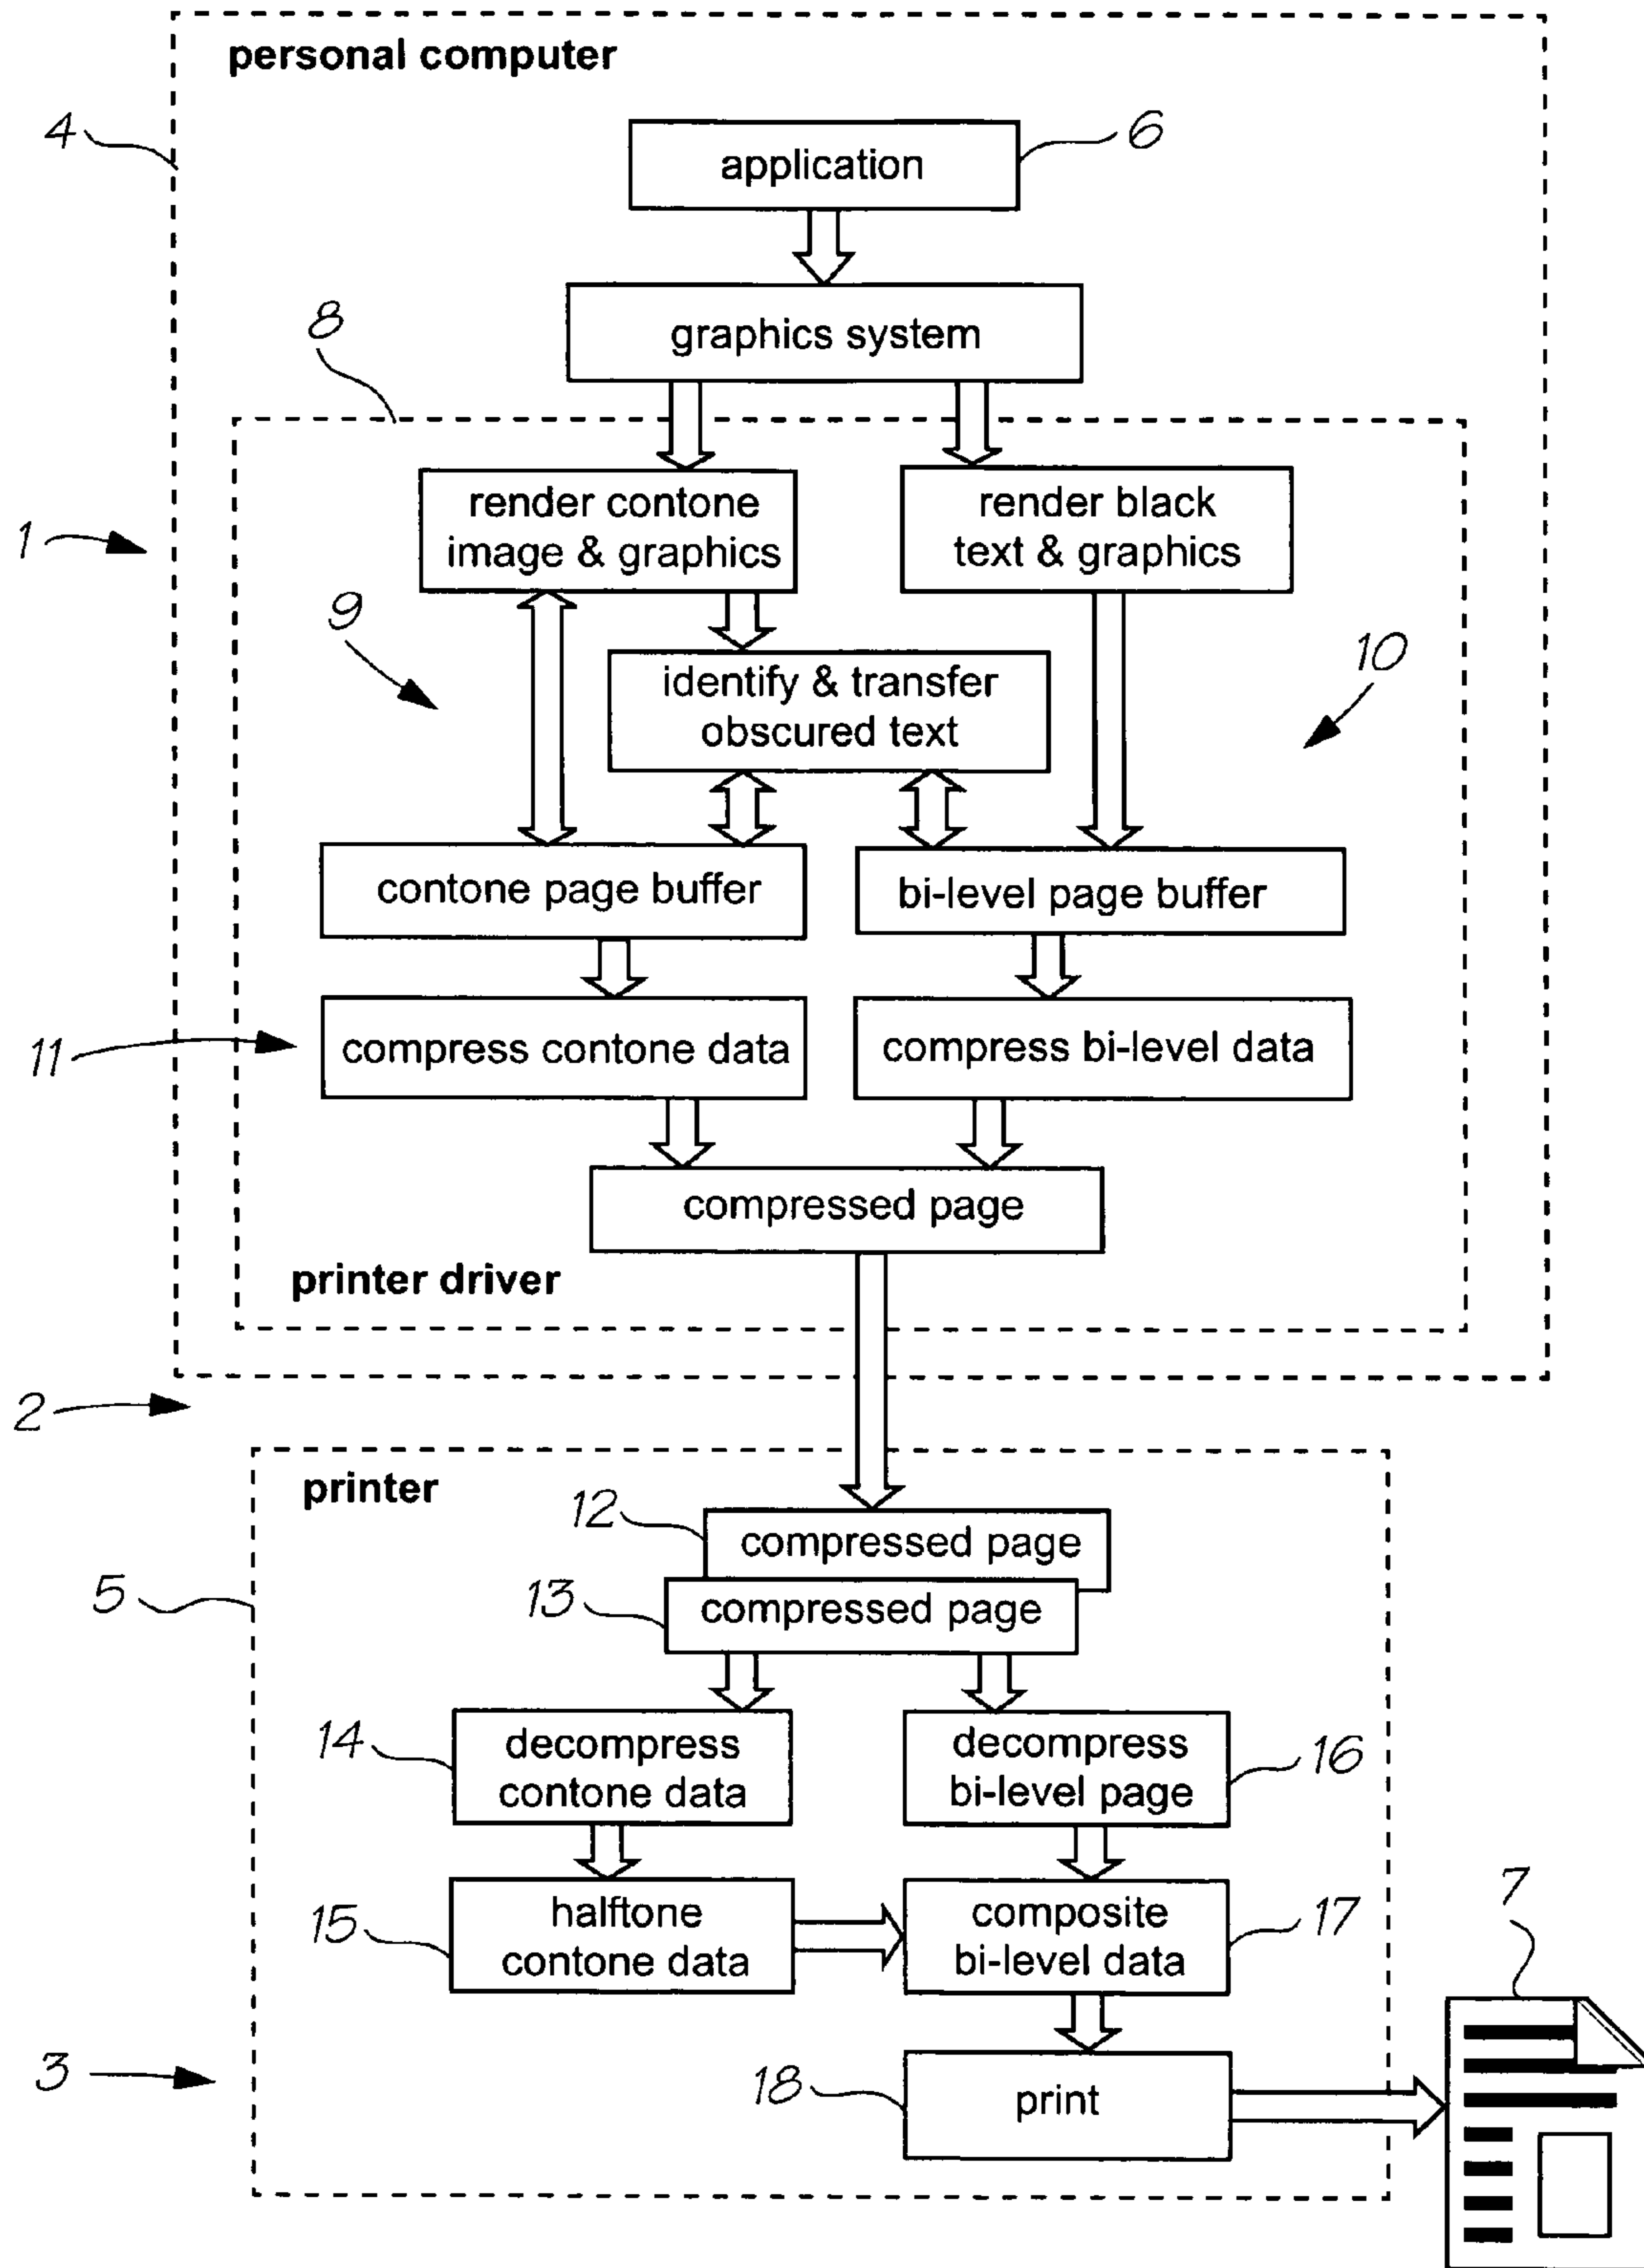 personal computer
4
application
6
graphics system
8
render contone
image & graphics
render black
text & graphics
1
9
identify & transfer
obscured text
10
contone page buffer
bi-level page buffer
11
compress contone data
compress bi-level data
compressed page
printer driver
2
printer
12
compressed page
5
13
compressed page
14
decompress
contone data
decompress
bi-level page
16
15
halftone
contone data
composite
bi-level data
17
7
3
18
print